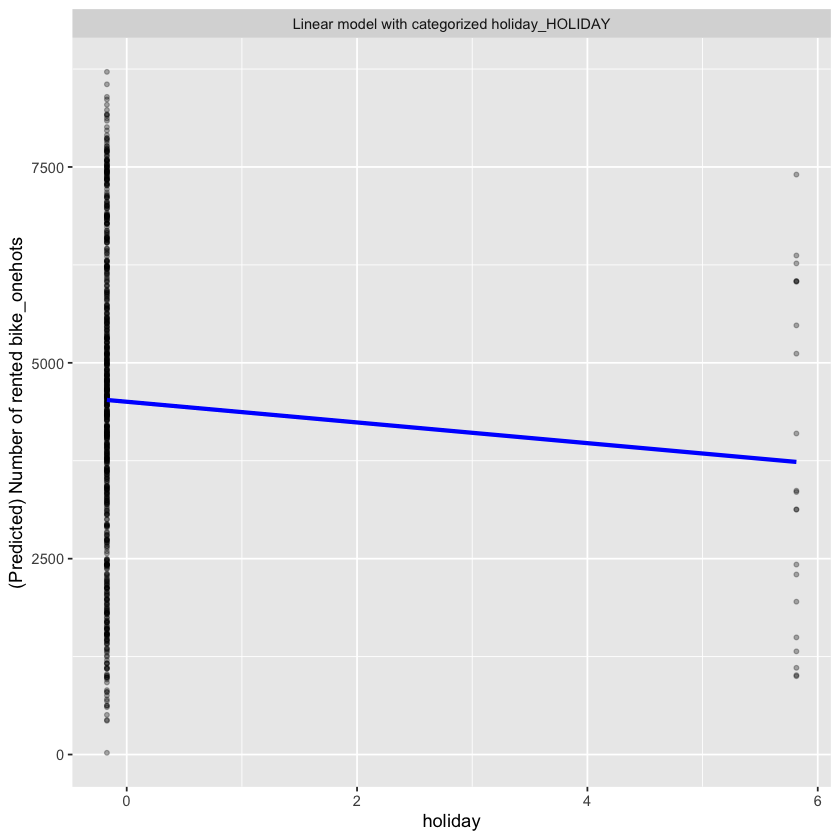 Linear model with categorized holiday_HOLIDAY
(Predicted) Number of rented bike_onehots
7500
5000
2500
0
0 2 4 6
holiday